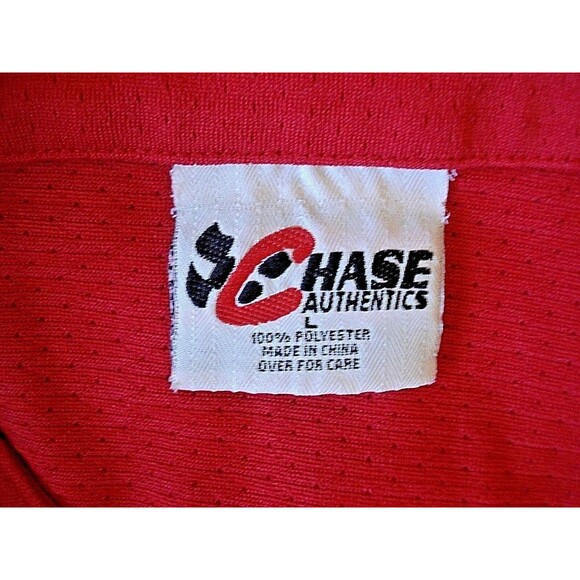 CHASE
AUTHENTICS
L
100% POLYESTER
MADE IN CHINA
OVER FOR CARE